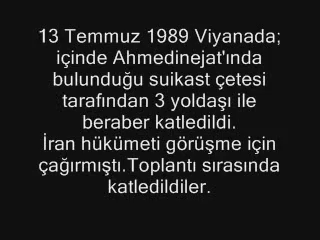 13 Temmuz 1989 Viyanada;
içinde Ahmedinejat'ında
bulunduğu suikast çetesi
tarafından 3 yoldaşı ile
beraber katledildi.
İran hükümeti görüşme için
çağırmıştı.Toplantı sırasında
katledildiler.